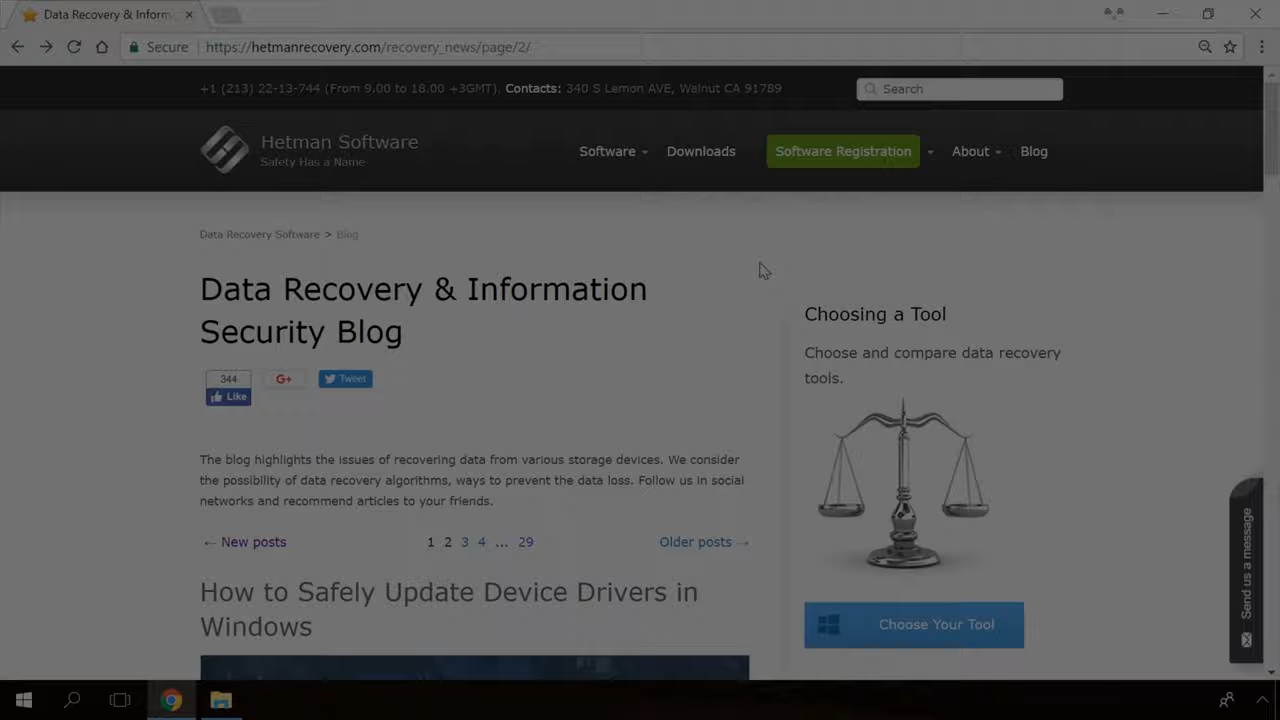 Data Recovery & Inform
Secure
https://hetmanrecovery.com/recovery_news/page/2/
+1 (213) 22-13-744 (From 9.00 to 18.00 +3GMT). Contacts: 340 S Lemon AVE, Walnut CA 91789
Search
Hetman Software
Safety Has a Name
Software
Downloads
Software Registration
About
Blog
Data Recovery Software > Blog
Data Recovery & Information
Security Blog
344
Like
G+
Tweet
The blog highlights the issues of recovering data from various storage devices. We consider
the possibility of data recovery algorithms, ways to prevent the data loss. Follow us in social
networks and recommend articles to your friends.
← New posts
1 2 3 4 ... 29
Older posts →
How to Safely Update Device Drivers in
Windows
Choosing a Tool
Choose and compare data recovery
tools.
Choose Your Tool
Send us a message